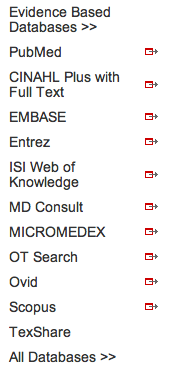 Evidence Based
Databases >>
PubMed
CINAHL Plus with
Full Text
EMBASE
Entrez
ISI Web of
Knowledge
MD Consult
MICROMEDEX
OT Search
Ovid
Scopus
TexShare
All Databases >>